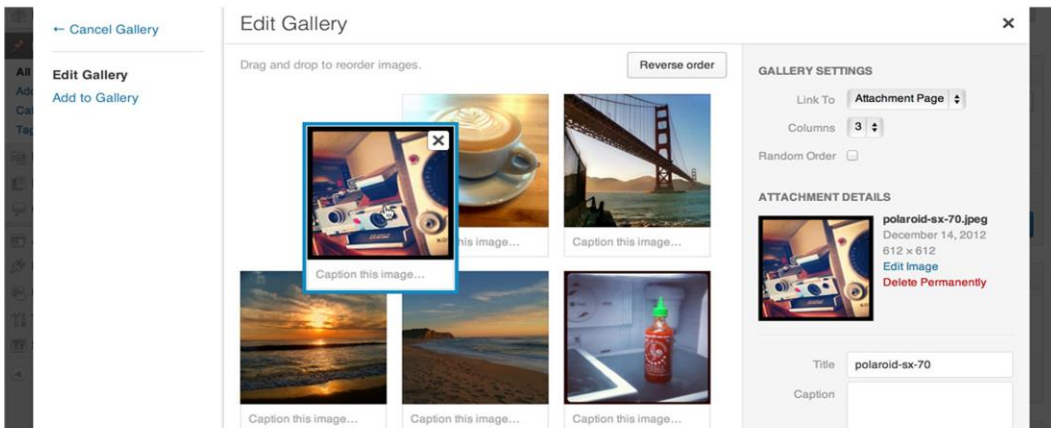 ← Cancel Gallery
Edit Gallery
Add to Gallery
Edit Gallery
×
Drag and drop to reorder images.
Reverse order
his image...
Caption this image...
Caption this image...
Caption this image...
Caption this image...
Caption this image...
GALLERY SETTINGS
Link To Attachment Page
Columns 3
Random Order
ATTACHMENT DETAILS
polaroid-sx-70.jpeg
December 14, 2012
612 × 612
Edit Image
Delete Permanently
Title polaroid-sx-70
Caption
All
Tag